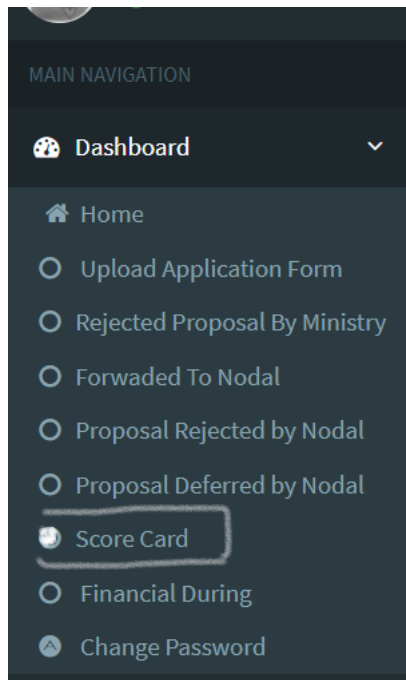 MAIN NAVIGATION
Dashboard
Home
Upload Application Form
Rejected Proposal By Ministry
Forwaded To Nodal
Proposal Rejected by Nodal
Proposal Deferred by Nodal
Score Card
Financial During
Change Password